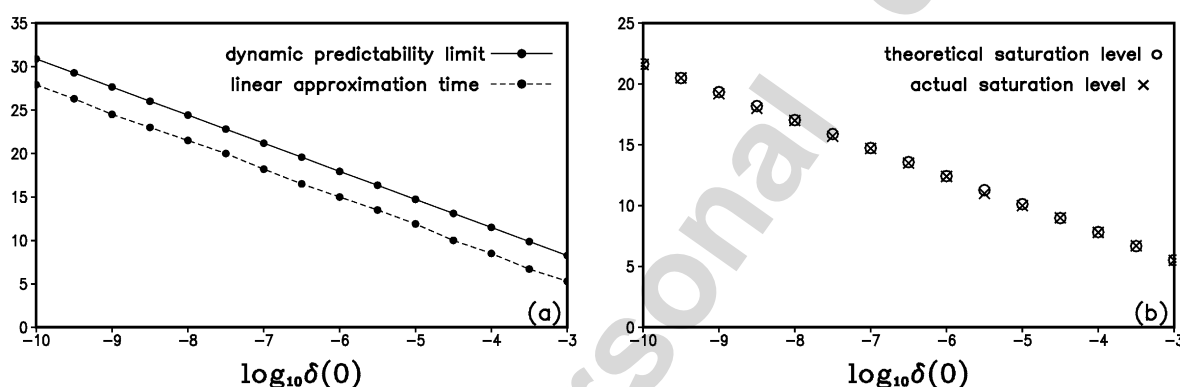 35
30
25
20
15
10
5
0
dynamic predictability limit
linear approximation time
(a)
-10 -9 -8 -7 -6 -5 -4 -3
log₁₀δ(0)
25
20
15
10
5
0
theoretical saturation level
actual saturation level
(b)
-10 -9 -8 -7 -6 -5 -4 -3
log₁₀δ(0)
sonal